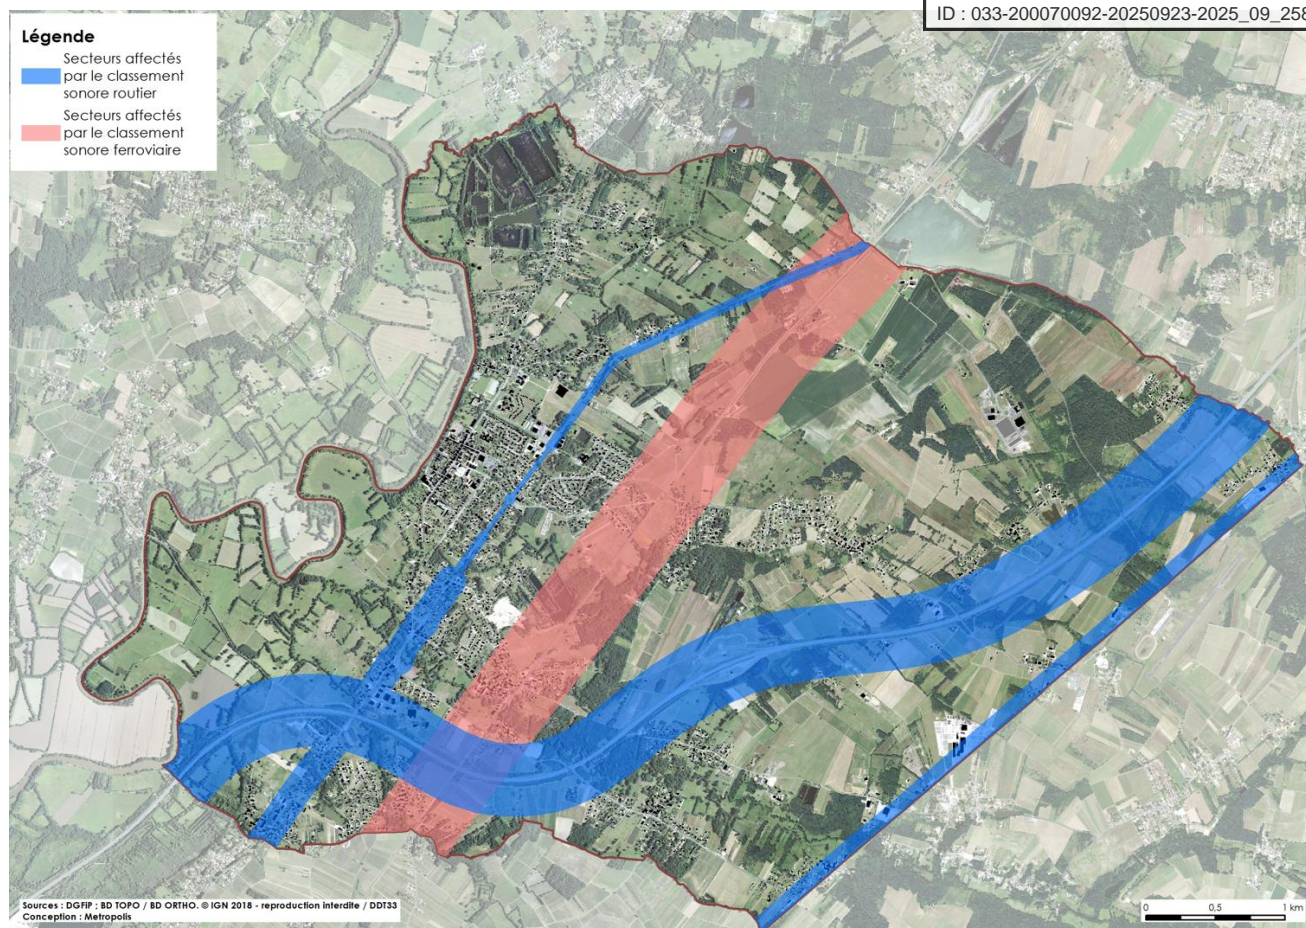 ID : 033-200070092-20250923-2025_09_258
Légende
Secteurs affectés
par le classement
sonore routier
Secteurs affectés
par le classement
sonore ferroviaire
Sources : DGFiP ; BD TOPO / BD ORTHO. © IGN 2018 - reproduction interdite / DDT33
Conception : Metropolis
0 0,5 1 km